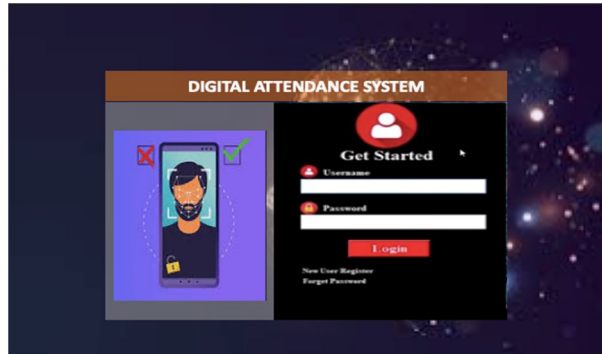 DIGITAL ATTENDANCE SYSTEM
Get Started
Username
Password
Login
New User Register
Forget Password